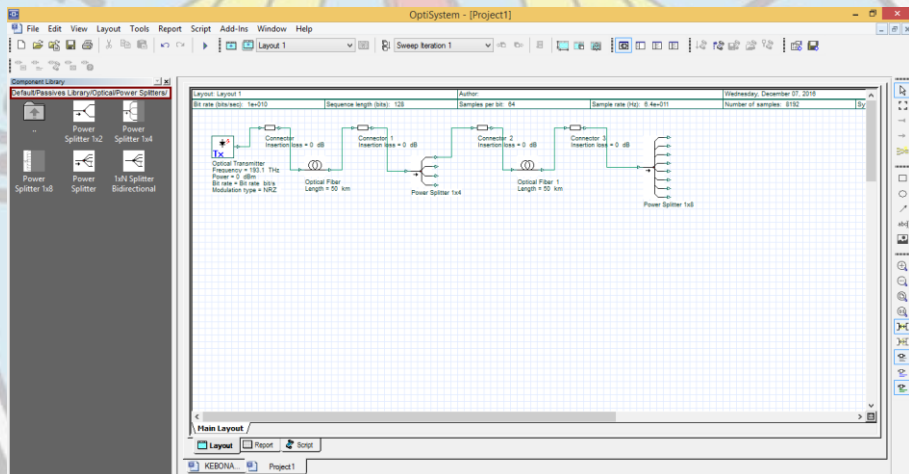 OptiSystem - [Project1]
File Edit View Layout Tools Report Script Add-Ins Window Help
Layout 1
Sweep Iteration 1
Component Library
Default/Passives Library/Optical/Power Splitters/
..
Power Splitter 1x2
Power Splitter 1x4
Power Splitter 1x8
Power Splitter
1xN Splitter Bidirectional
Layout: Layout 1 Author: Wednesday, December 07, 2016
Bit rate (bits/sec): 1e+010 Sequence length (bits): 128 Samples per bit: 64 Sample rate (Hz): 6.4e+011 Number of samples: 8192 Sy
Connector
Insertion loss = 0 dB
Connector 1
Insertion loss = 0 dB
Connector 2
Insertion loss = 0 dB
Connector 3
Insertion loss = 0 dB
Tx
Optical Transmitter
Frequency = 193.1 THz
Power = 0 dBm
Bit rate = Bit rate bit/s
Modulation type = NRZ
Optical Fiber
Length = 50 km
Power Splitter 1x4
Optical Fiber 1
Length = 50 km
Power Splitter 1x8
Main Layout
Layout Report Script
KEBONA... Project1